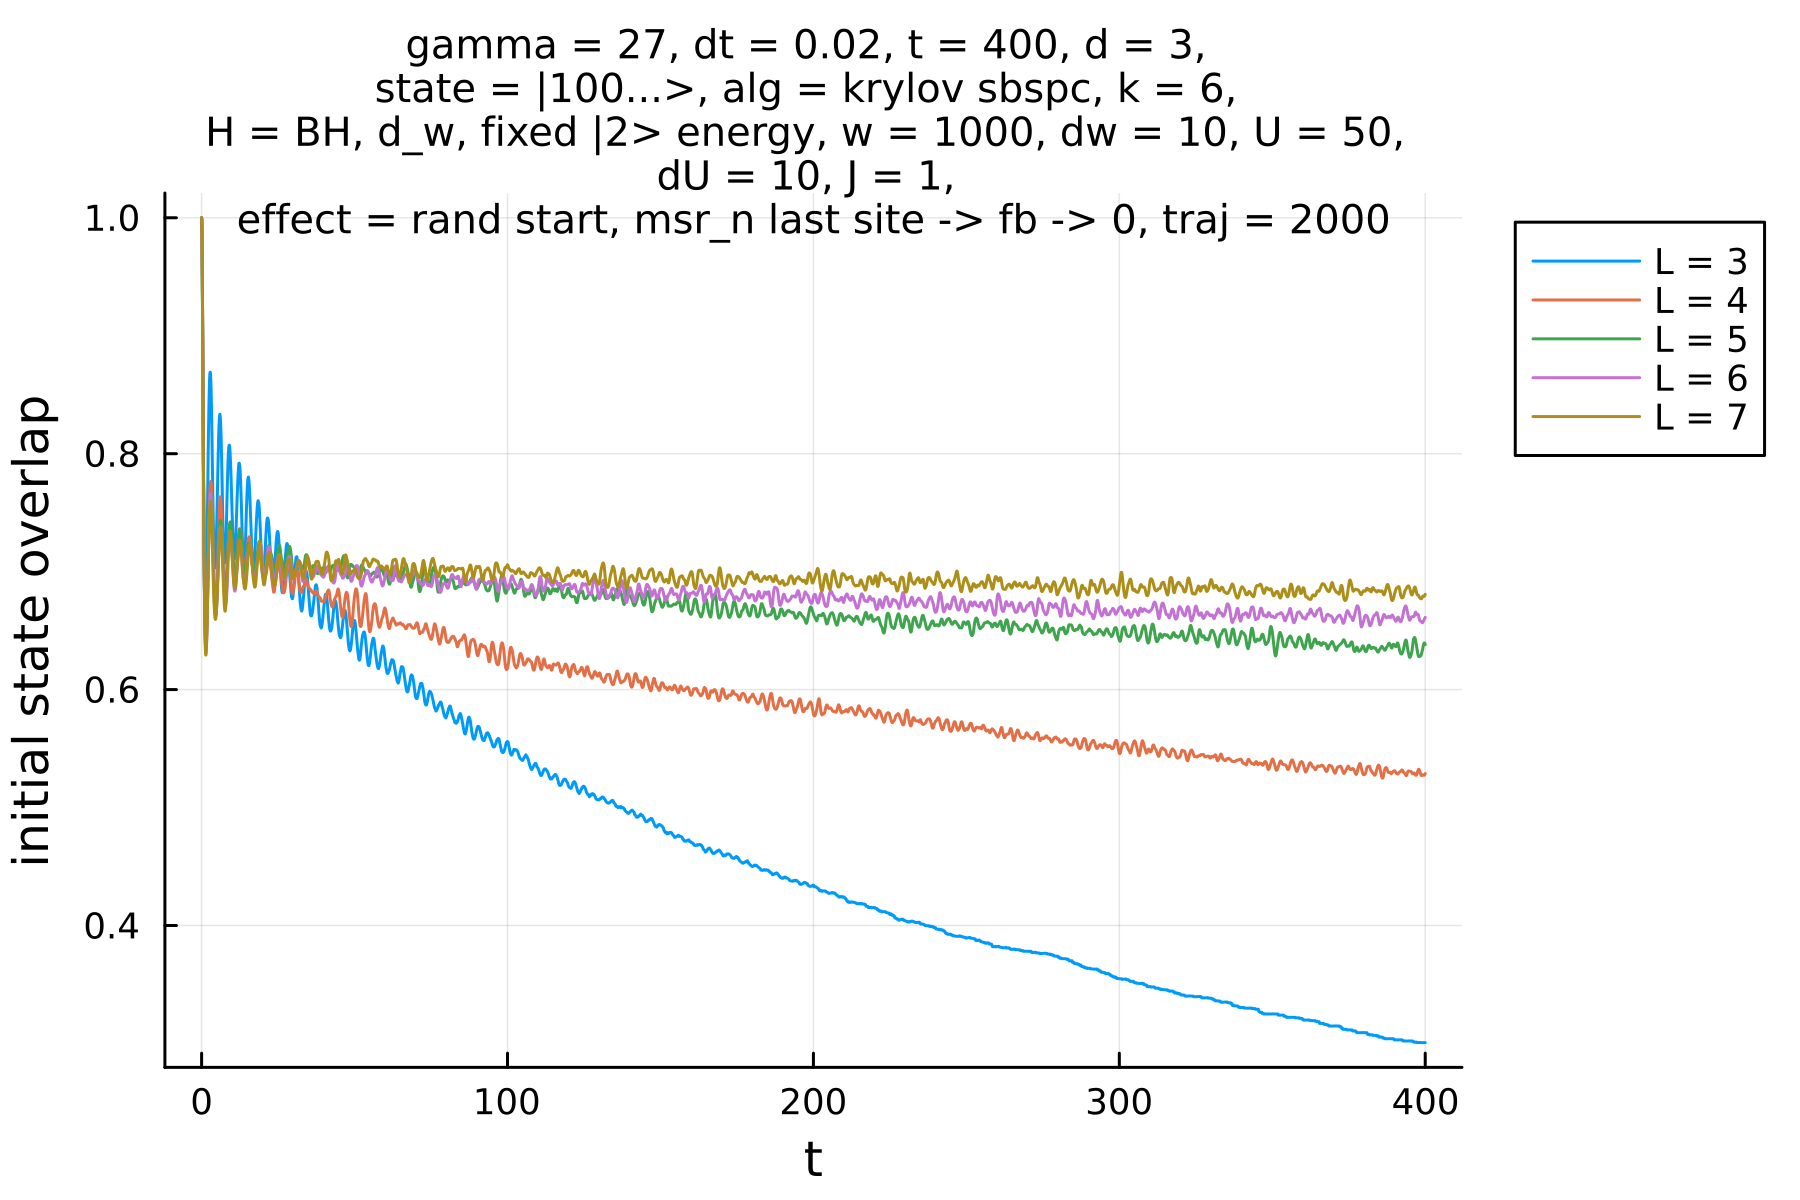 gamma = 27, dt = 0.02, t = 400, d = 3,
state = |100...>, alg = krylov sbspc, k = 6,
H = BH, d_w, fixed |2> energy, w = 1000, dw = 10, U = 50,
dU = 10, J = 1,
effect = rand start, msr_n last site -> fb -> 0, traj = 2000
initial state overlap
1.0
0.8
0.6
0.4
0
100
200
300
400
t
L = 3
L = 4
L = 5
L = 6
L = 7